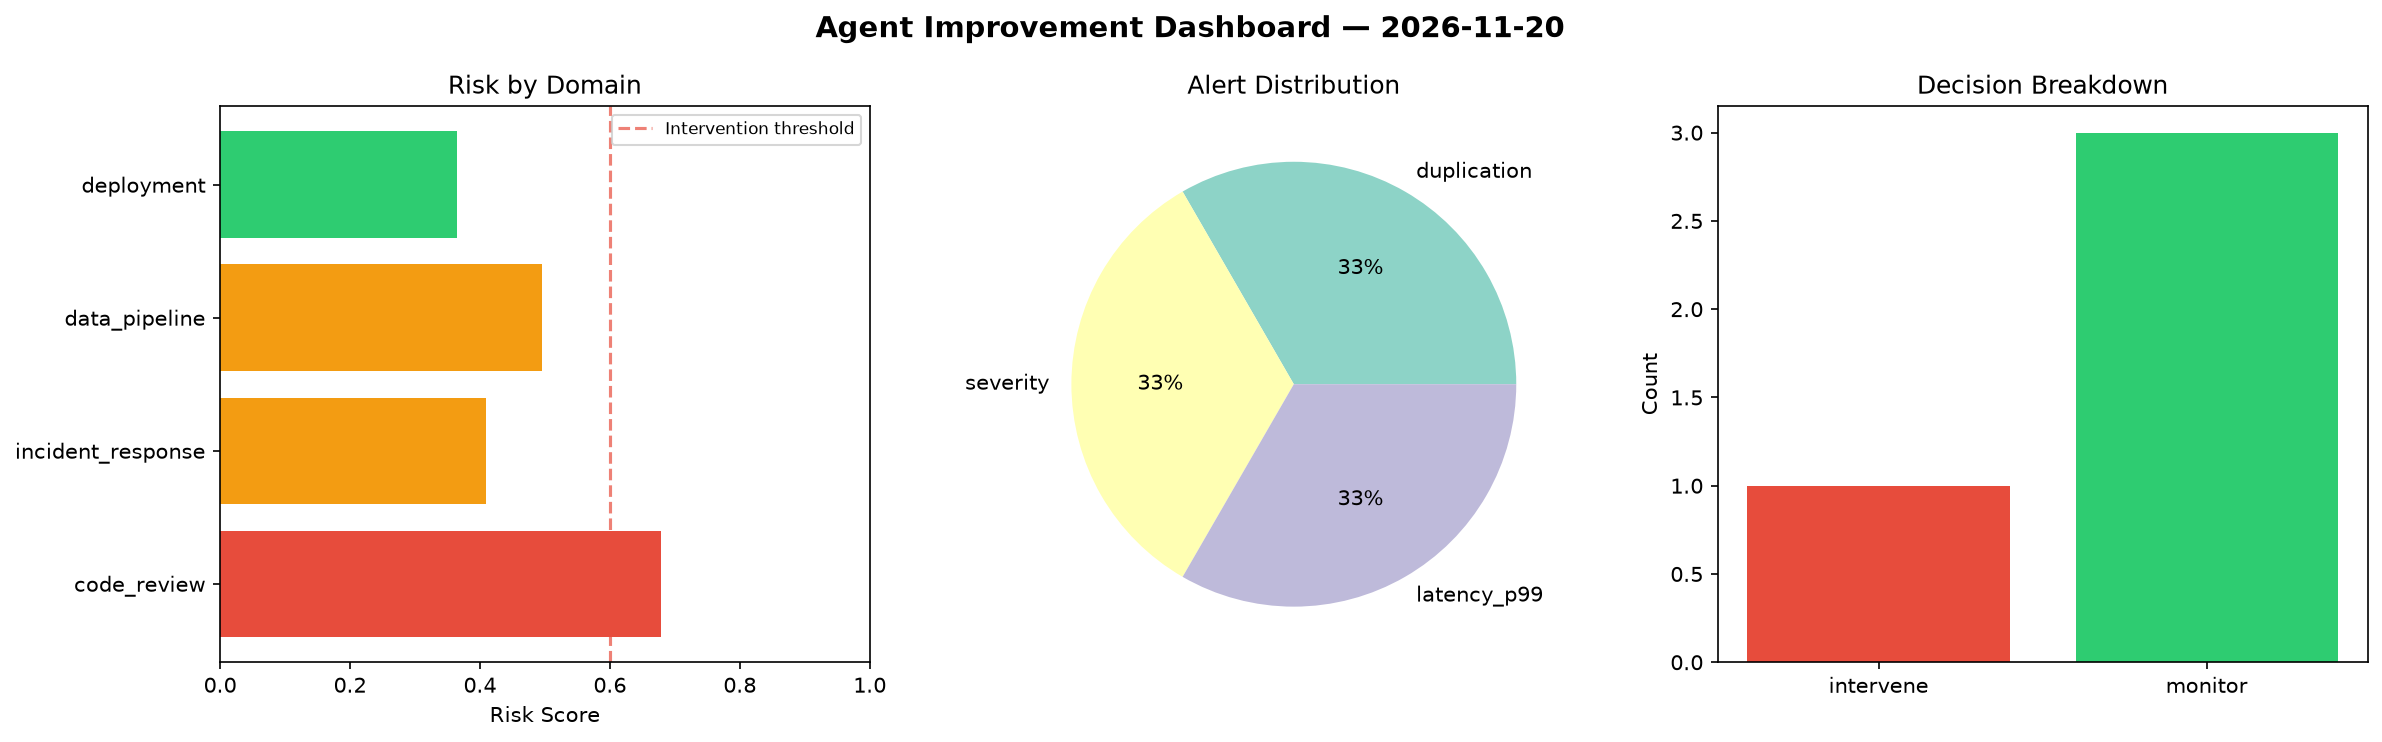 Agent Improvement Dashboard — 2026-11-20
Risk by Domain
Intervention threshold
deployment
data_pipeline
incident_response
code_review
0.0 0.2 0.4 0.6 0.8 1.0
Risk Score
Alert Distribution
duplication
33%
severity
33%
33%
latency_p99
Decision Breakdown
Count
3.0
2.5
2.0
1.5
1.0
0.5
0.0
intervene monitor